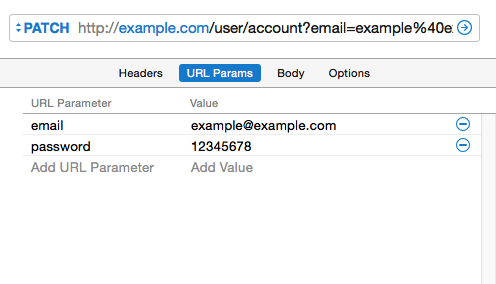 PATCH http://example.com/user/account?email=example%40e
Headers URL Params Body Options
URL Parameter Value
email example@example.com
password 12345678
Add URL Parameter Add Value